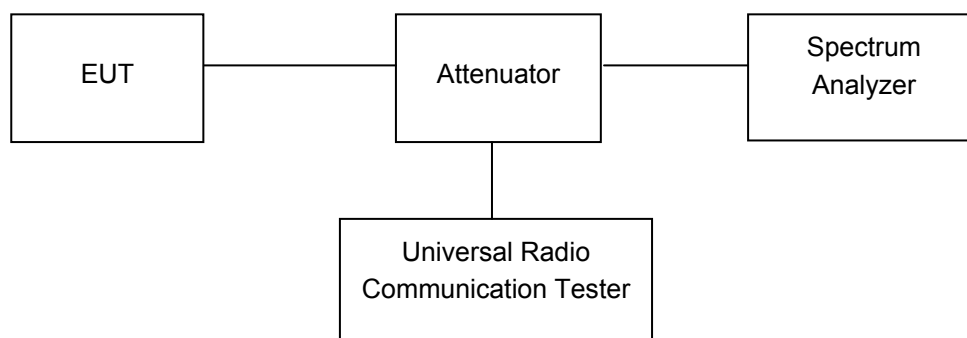 EUT
Attenuator
Spectrum
Analyzer
Universal Radio
Communication Tester